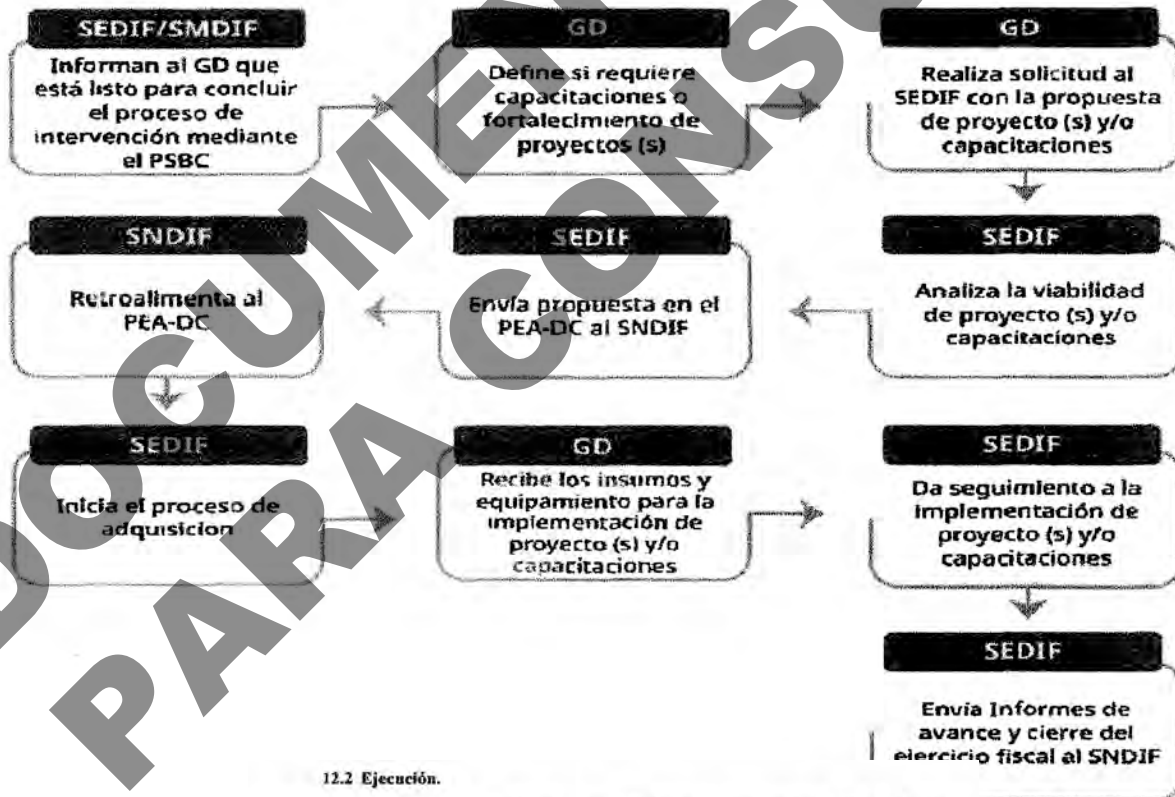 SEDIF/SMDIF
Informan al GD que
está listo para concluir
el proceso de
intervención mediante
el PSBC
GD
Define si requiere
capacitaciones o
fortalecimiento de
proyectos (s)
GD
Realiza solicitud al
SEDIF con la propuesta
de proyecto (s) y/o
capacitaciones
SEDIF
Analiza la viabilidad
de proyecto (s) y/o
capacitaciones
SEDIF
Envía propuesta en el
PEA-DC al SNDIF
SNDIF
Retroalimenta al
PEA-DC
SEDIF
Inicia el proceso de
adquisicion
GD
Recibe los insumos y
equipamiento para la
implementación de
proyecto (s) y/o
capacitaciones
SEDIF
Da seguimiento a la
implementación de
proyecto (s) y/o
capacitaciones
SEDIF
Envía Informes de
avance y cierre del
ejercicio fiscal al SNDIF
12.2 Ejecución.
DOCUMEN
PARA CONSU